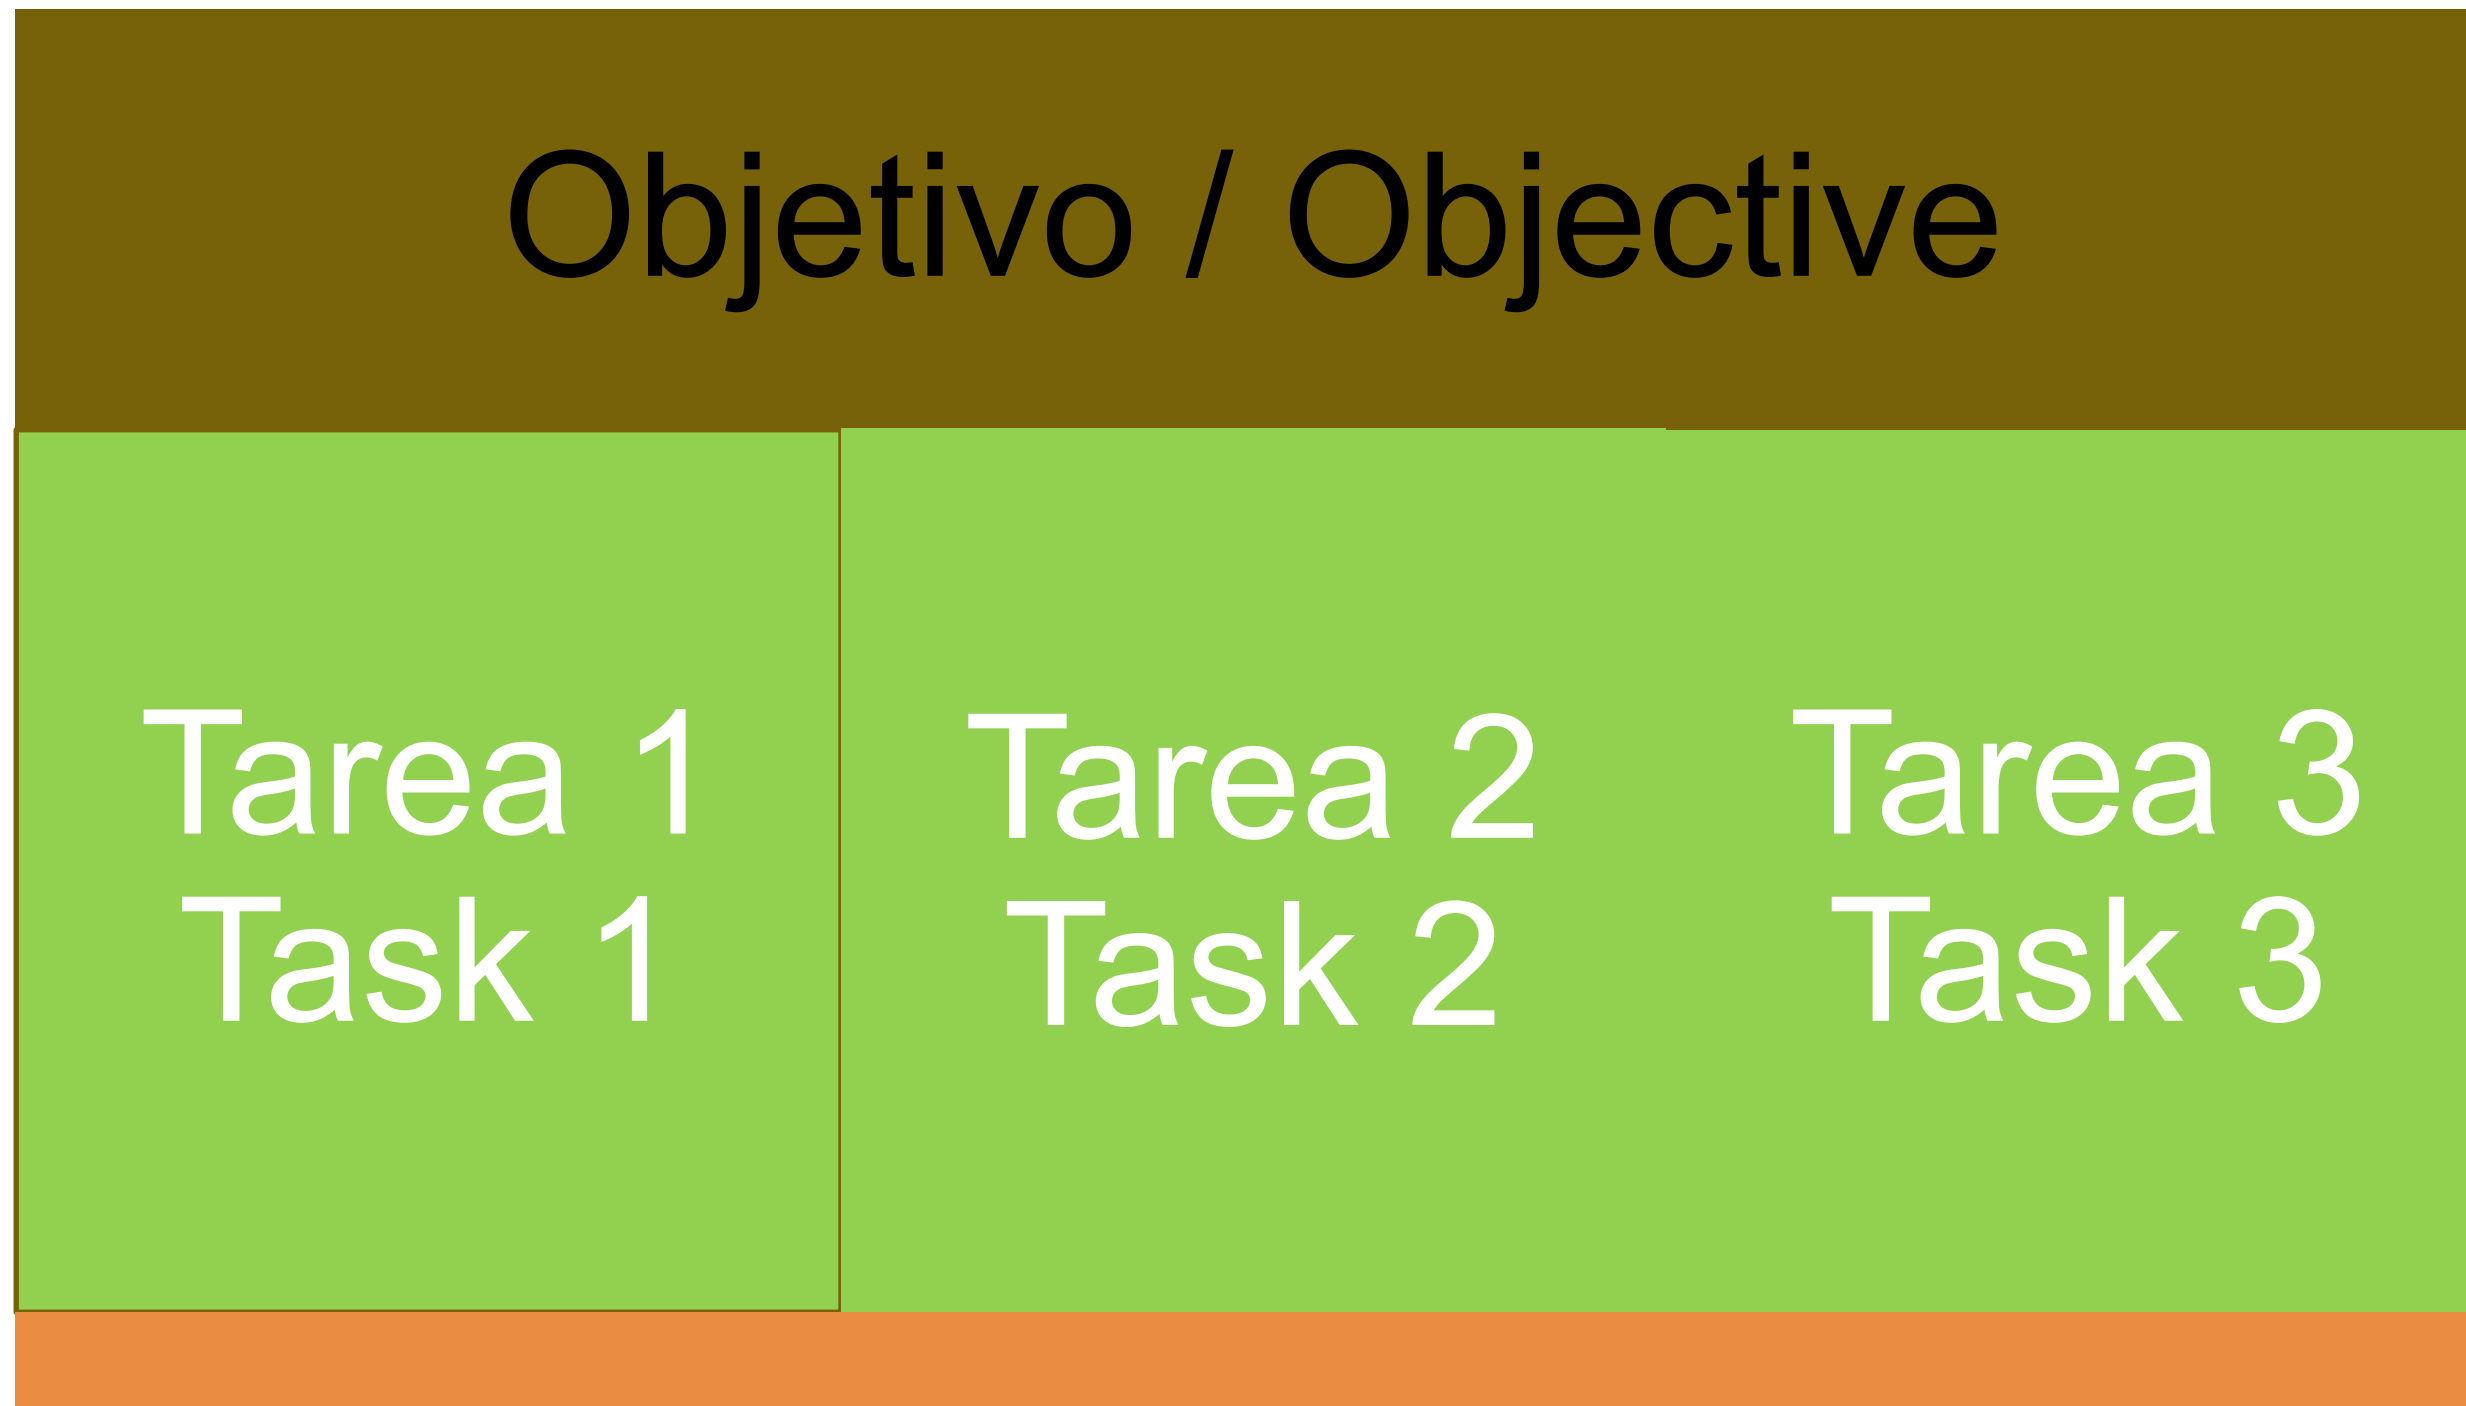 Objetivo / Objective
Tarea 1
Task 1
Tarea 2
Task 2
Tarea 3
Task 3